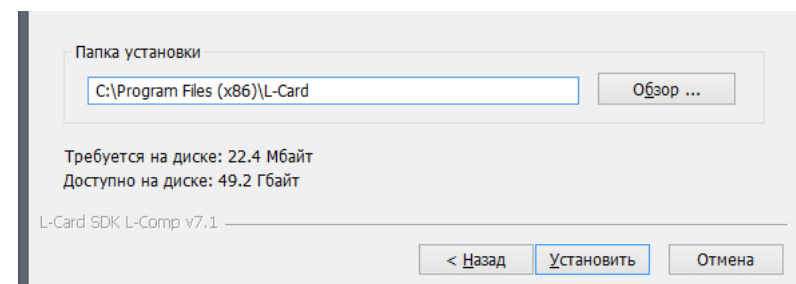 Папка установки
C:\Program Files (x86)\L-Card
Обзор ...
Требуется на диске: 22.4 Мбайт
Доступно на диске: 49.2 Гбайт
L-Card SDK L-Comp v7.1
< Назад
Установить
Отмена